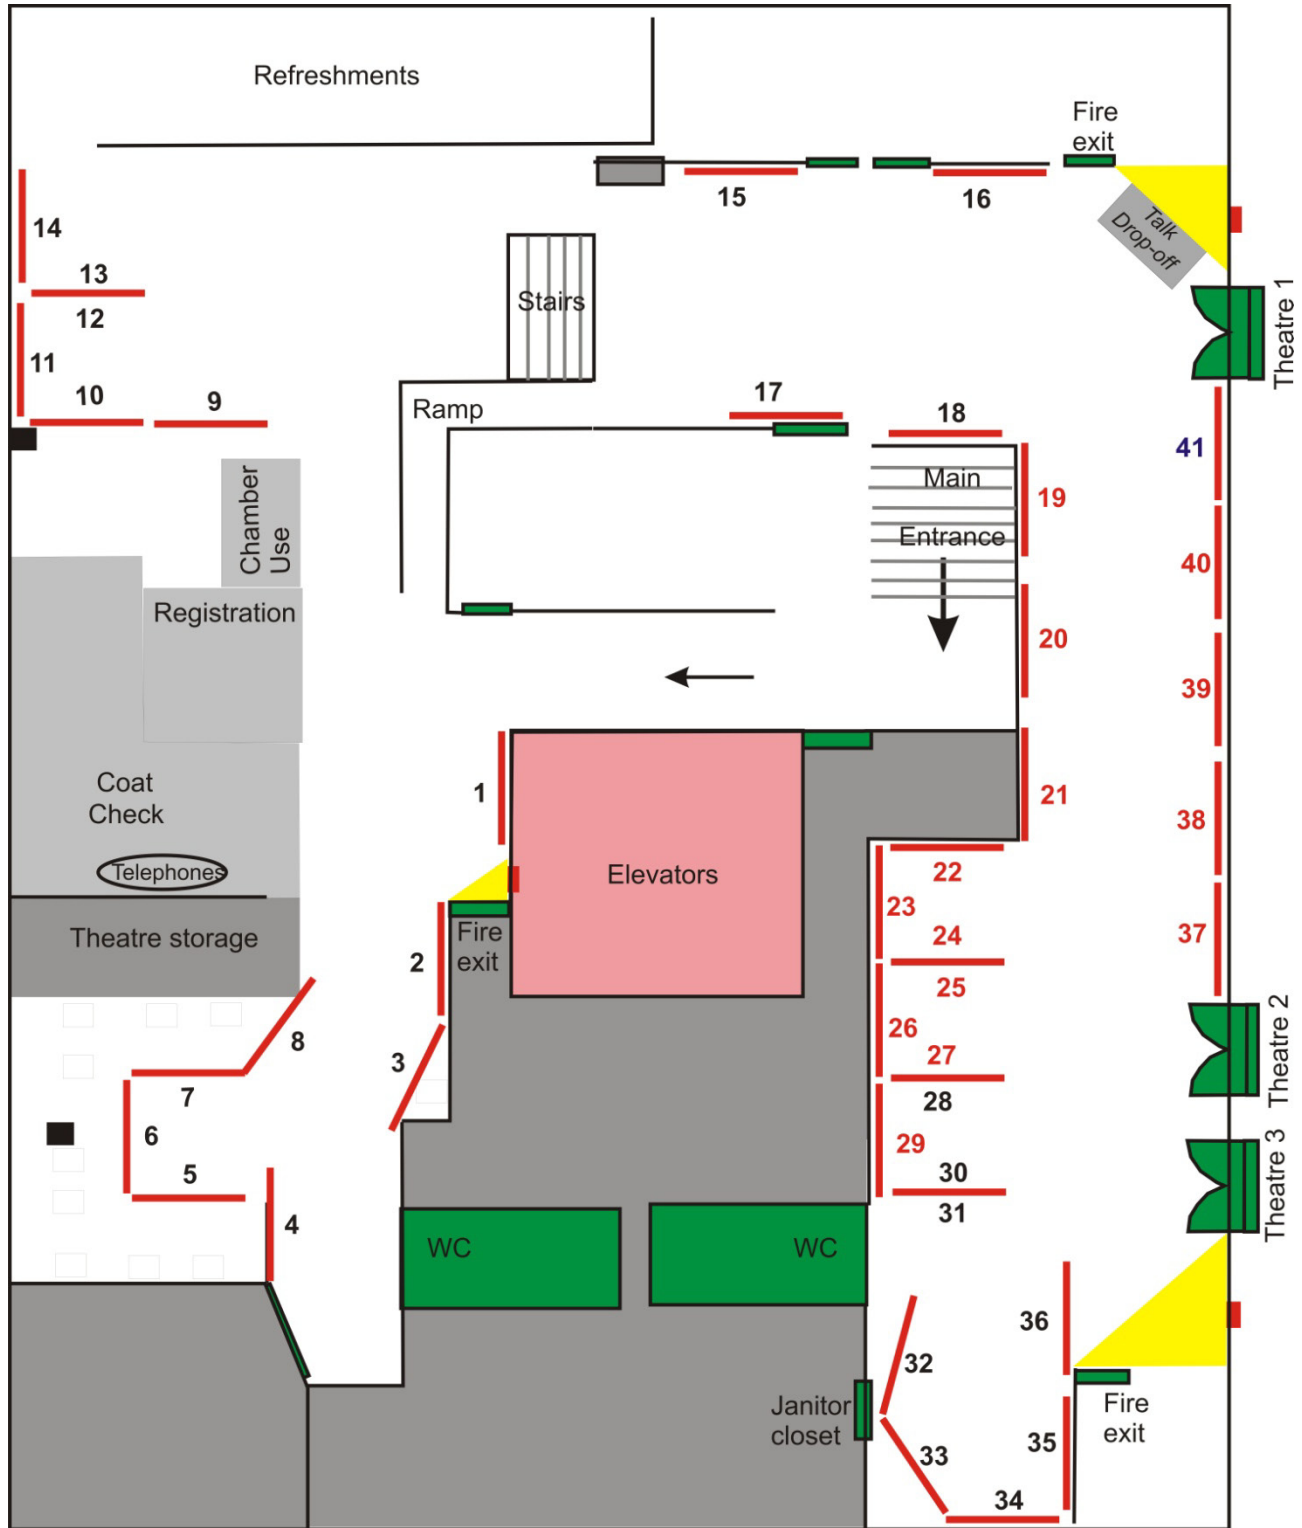 Refreshments
Fire
exit
14
15
16
Talk
Drop-off
13
12
Stairs
Theatre 1
11
10
9
Ramp
17
18
41
Chamber
Use
Main
19
Entrance
40
Registration
20
39
Coat
Check
1
21
38
Telephones
Elevators
22
23
Theatre storage
Fire
exit
24
37
2
25
26
8
3
27
Theatre 2
7
28
6
29
5
30
31
Theatre 3
4
WC
WC
36
32
Janitor
closet
Fire
exit
35
33
34